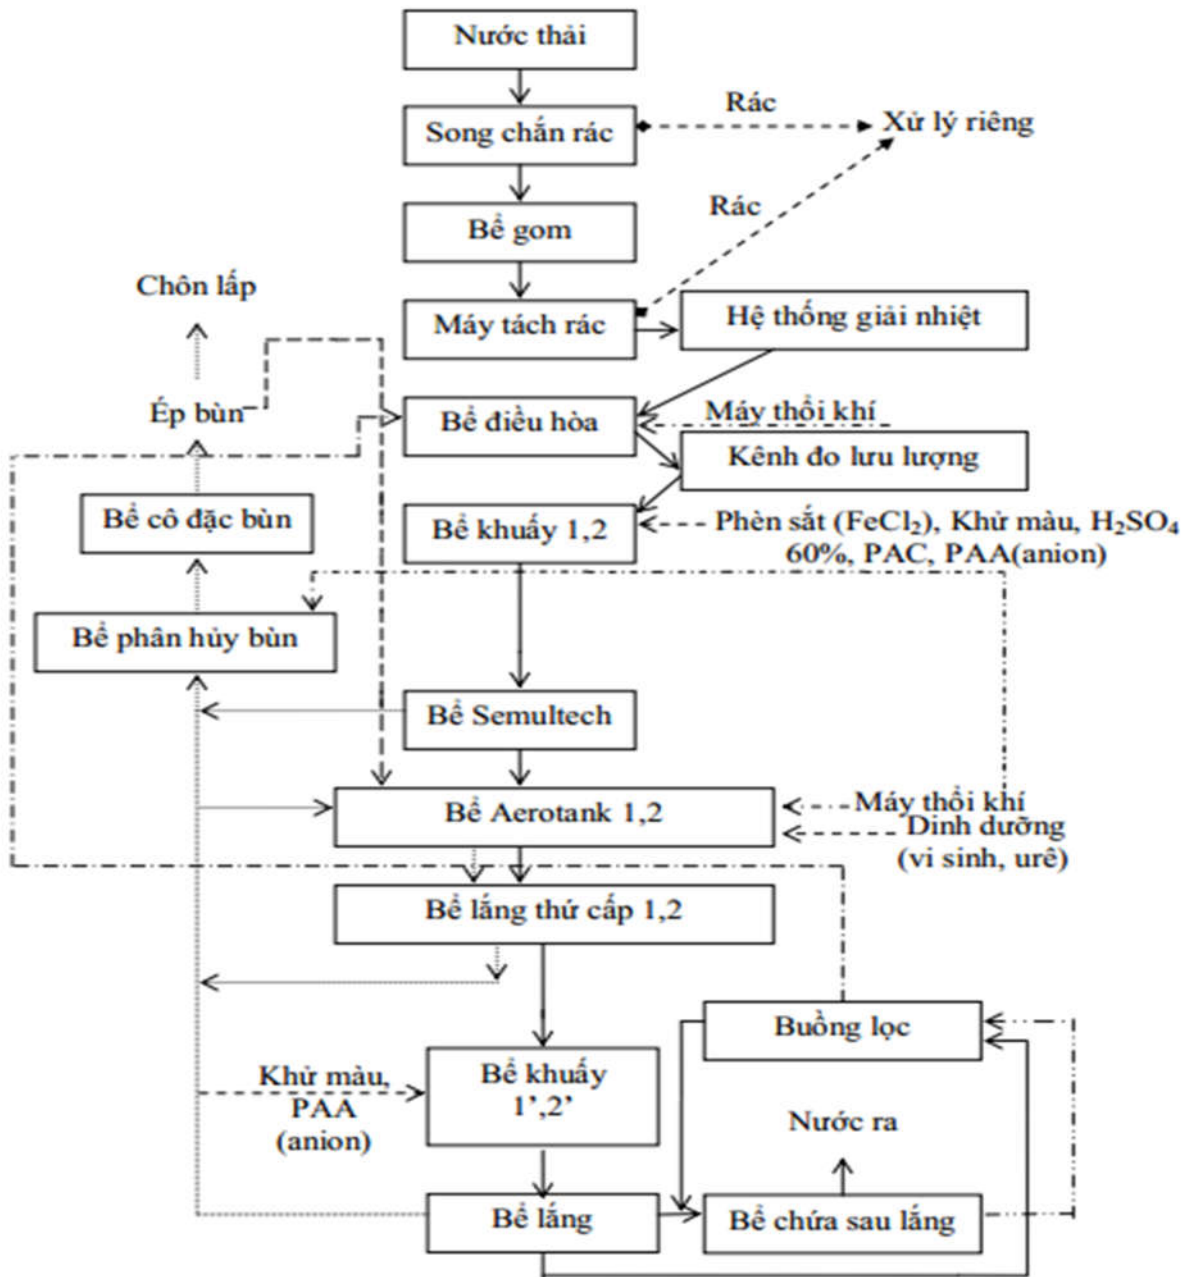 Nước thải
Song chắn rác
Rác
Xử lý riêng
Bể gom
Rác
Chôn lấp
Máy tách rác
Hệ thống giải nhiệt
Ép bùn
Bể điều hòa
Máy thổi khí
Kênh đo lưu lượng
Bể cô đặc bùn
Bể khuấy 1,2
Phèn sắt (FeCl₂), Khử màu, H₂SO₄
60%, PAC, PAA(anion)
Bể phân hủy bùn
Bể Semultech
Bể Aerotank 1,2
Máy thổi khí
Dinh dưỡng
(vi sinh, urê)
Bể lắng thứ cấp 1,2
Buồng lọc
Khử màu,
PAA
(anion)
Bể khuấy
1’,2’
Nước ra
Bể lắng
Bể chứa sau lắng